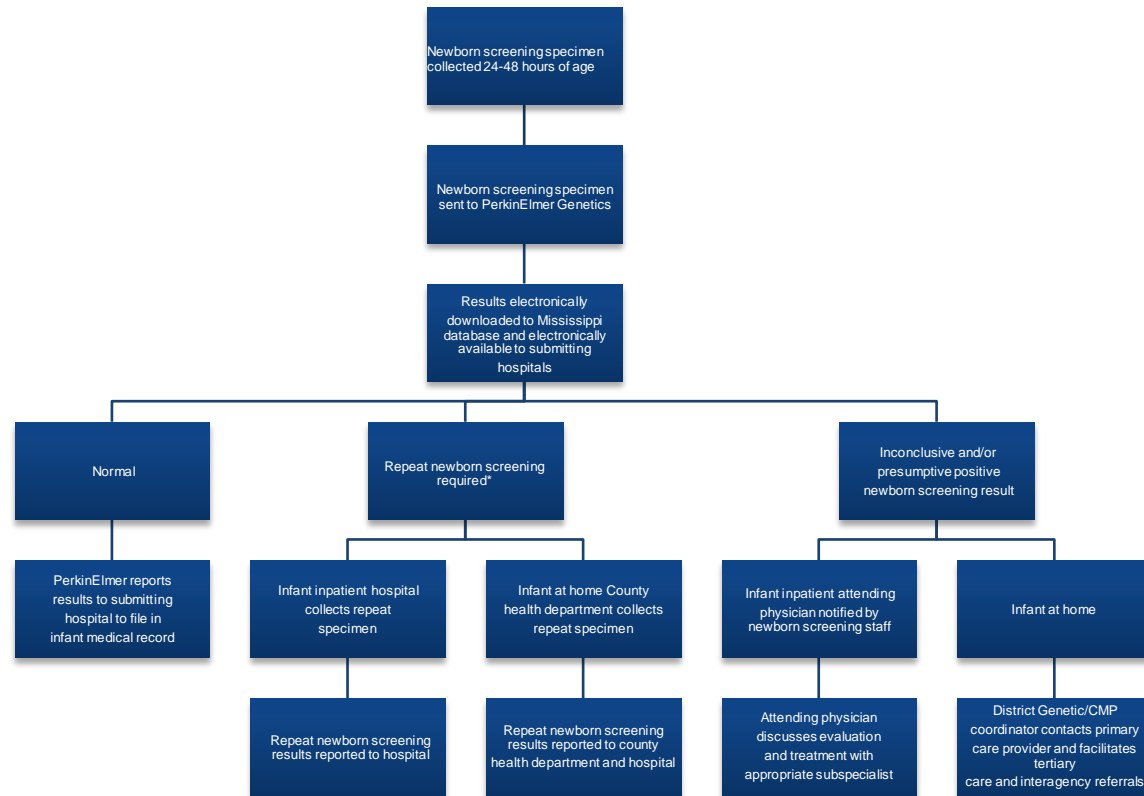 Newborn screening specimen
collected 24-48 hours of age
Newborn screening specimen
sent to PerkinElmer Genetics
Results electronically
downloaded to Mississippi
database and electronically
available to submitting
hospitals
Normal
Repeat newborn screening
required*
Inconclusive and/or
presumptive positive
newborn screening result
PerkinElmer reports
results to submitting
hospital to file in
infant medical record
Infant inpatient hospital
collects repeat
specimen
Infant at home County
health department collects
repeat specimen
Infant inpatient attending
physician notified by
newborn screening staff
Infant at home
Repeat newborn screening
results reported to hospital
Repeat newborn screening
results reported to county
health department and hospital
Attending physician
discusses evaluation
and treatment with
appropriate subspecialist
District Genetic/CMP
coordinator contacts primary
care provider and facilitates
tertiary
care and interagency referrals